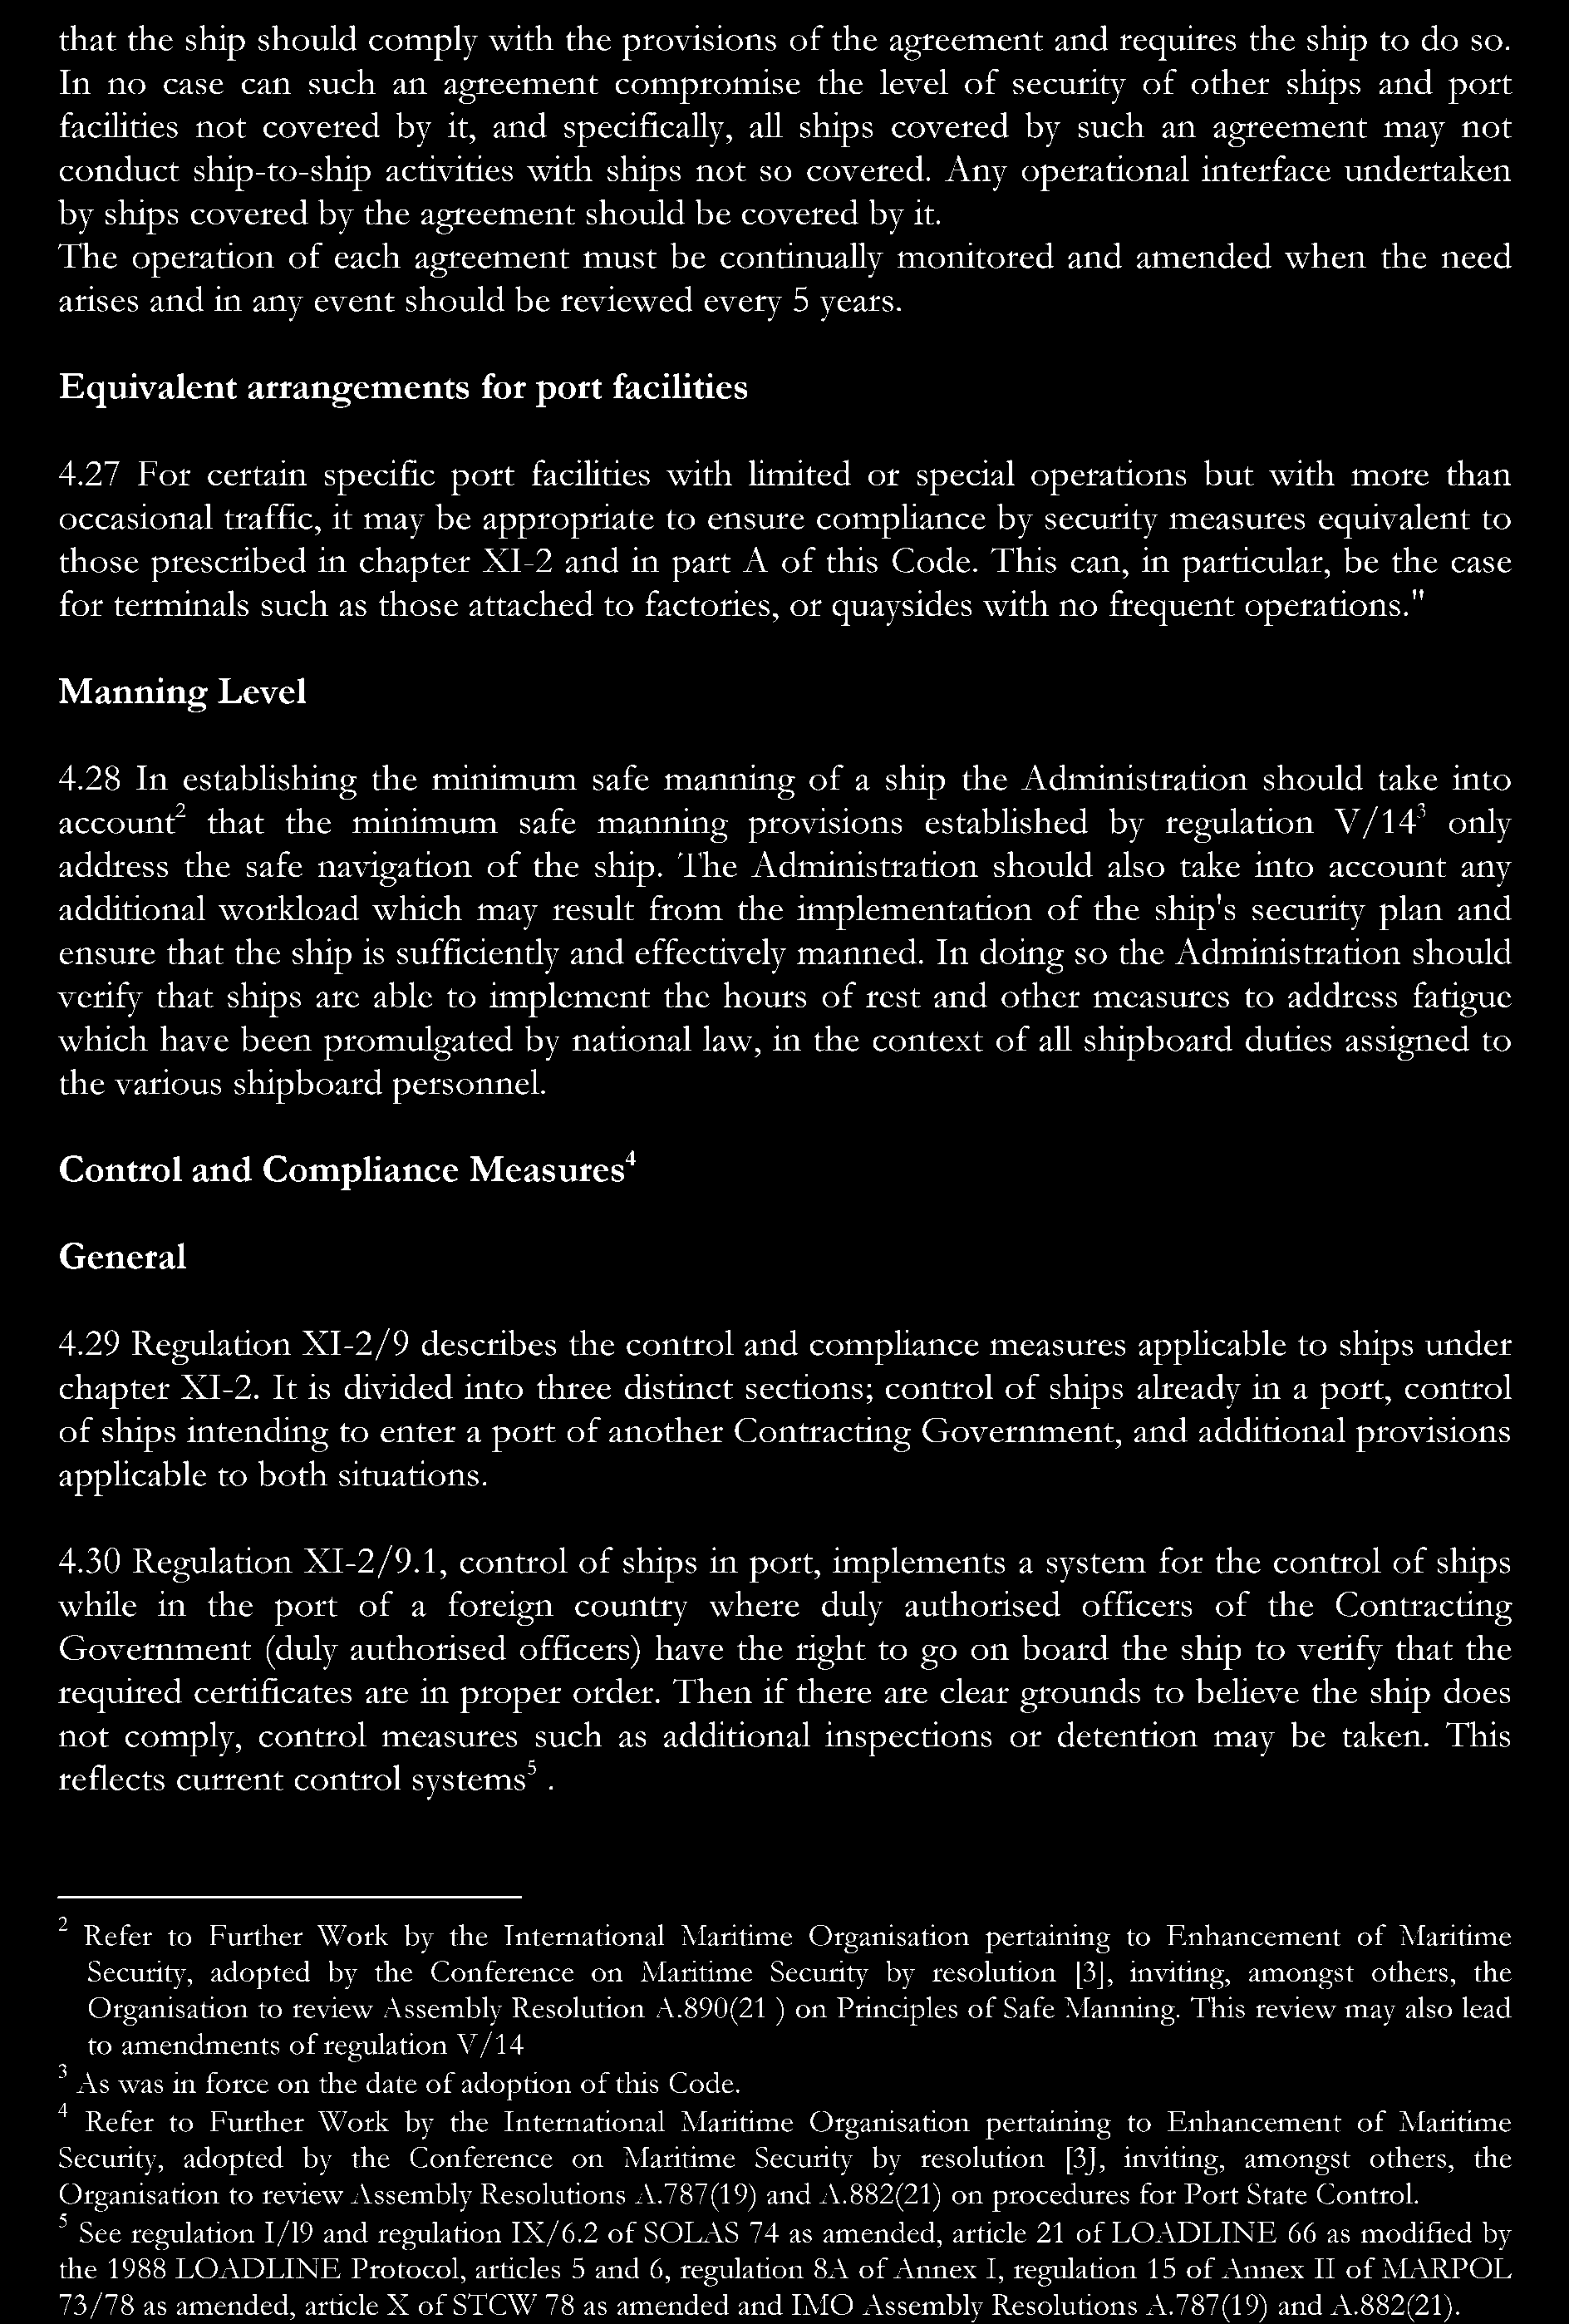 that the ship should comply with the provisions of the agreement and requires the ship to do so.
In no case can such an agreement compromise the level of security of other ships and port
facilities not covered by it, and specifically, all ships covered by such an agreement may not
conduct ship-to-ship activities with ships not so covered. Any operational interface undertaken
by ships covered by the agreement should be covered by it.
The operation of each agreement must be continually monitored and amended when the need
arises and in any event should be reviewed every 5 years.
Equivalent arrangements for port facilities
4.27 For certain specific port facilities with limited or special operations but with more than
occasional traffic, it may be appropriate to ensure compliance by security measures equivalent to
those prescribed in chapter XI-2 and in part A of this Code. This can, in particular, be the case
for terminals such as those attached to factories, or quaysides with no frequent operations."
Manning Level
4.28 In establishing the minimum safe manning of a ship the Administration should take into
account² that the minimum safe manning provisions established by regulation V/14³ only
address the safe navigation of the ship. The Administration should also take into account any
additional workload which may result from the implementation of the ship's security plan and
ensure that the ship is sufficiently and effectively manned. In doing so the Administration should
verify that ships are able to implement the hours of rest and other measures to address fatigue
which have been promulgated by national law, in the context of all shipboard duties assigned to
the various shipboard personnel.
Control and Compliance Measures⁴
General
4.29 Regulation XI-2/9 describes the control and compliance measures applicable to ships under
chapter XI-2. It is divided into three distinct sections; control of ships already in a port, control
of ships intending to enter a port of another Contracting Government, and additional provisions
applicable to both situations.
4.30 Regulation XI-2/9.1, control of ships in port, implements a system for the control of ships
while in the port of a foreign country where duly authorised officers of the Contracting
Government (duly authorised officers) have the right to go on board the ship to verify that the
required certificates are in proper order. Then if there are clear grounds to believe the ship does
not comply, control measures such as additional inspections or detention may be taken. This
reflects current control systems⁵ .
² Refer to Further Work by the International Maritime Organisation pertaining to Enhancement of Maritime
Security, adopted by the Conference on Maritime Security by resolution [3], inviting, amongst others, the
Organisation to review Assembly Resolution A.890(21 ) on Principles of Safe Manning. This review may also lead
to amendments of regulation V/14
³ As was in force on the date of adoption of this Code.
⁴ Refer to Further Work by the International Maritime Organisation pertaining to Enhancement of Maritime
Security, adopted by the Conference on Maritime Security by resolution [3], inviting, amongst others, the
Organisation to review Assembly Resolutions A.787(19) and A.882(21) on procedures for Port State Control.
⁵ See regulation I/19 and regulation IX/6.2 of SOLAS 74 as amended, article 21 of LOADLINE 66 as modified by
the 1988 LOADLINE Protocol, articles 5 and 6, regulation 8A of Annex I, regulation 15 of Annex II of MARPOL
73/78 as amended, article X of STCW 78 as amended and IMO Assembly Resolutions A.787(19) and A.882(21).